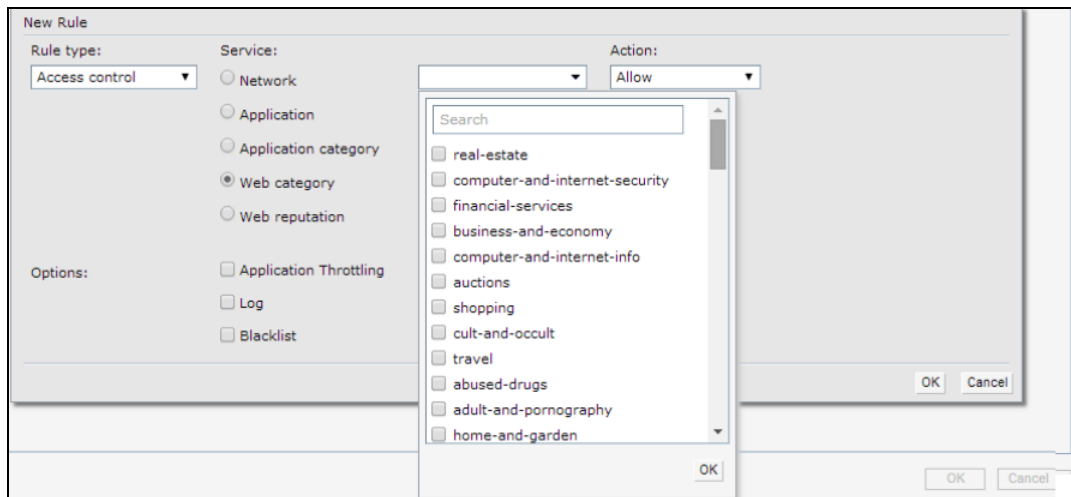 New Rule
Rule type: Service: Action:
Access control Network Allow
Application
Application category
Web category
Web reputation
Options: Application Throttling
Log
Blacklist
Search
real-estate
computer-and-internet-security
financial-services
business-and-economy
computer-and-internet-info
auctions
shopping
cult-and-occult
travel
abused-drugs
adult-and-pornography
home-and-garden
OK
OK Cancel
OK Cancel